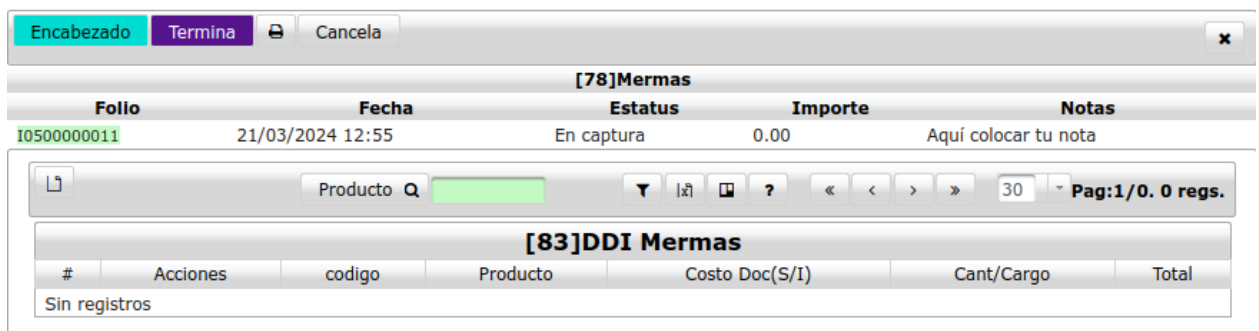 Encabezado Termina Cancela
[78]Mermas
Folio Fecha Estatus Importe Notas
I0500000011 21/03/2024 12:55 En captura 0.00 Aquí colocar tu nota
Producto ? « ‹ › » 30 Pag:1/0. 0 regs.
[83]DDI Mermas
# Acciones codigo Producto Costo Doc(S/I) Cant/Cargo Total
Sin registros